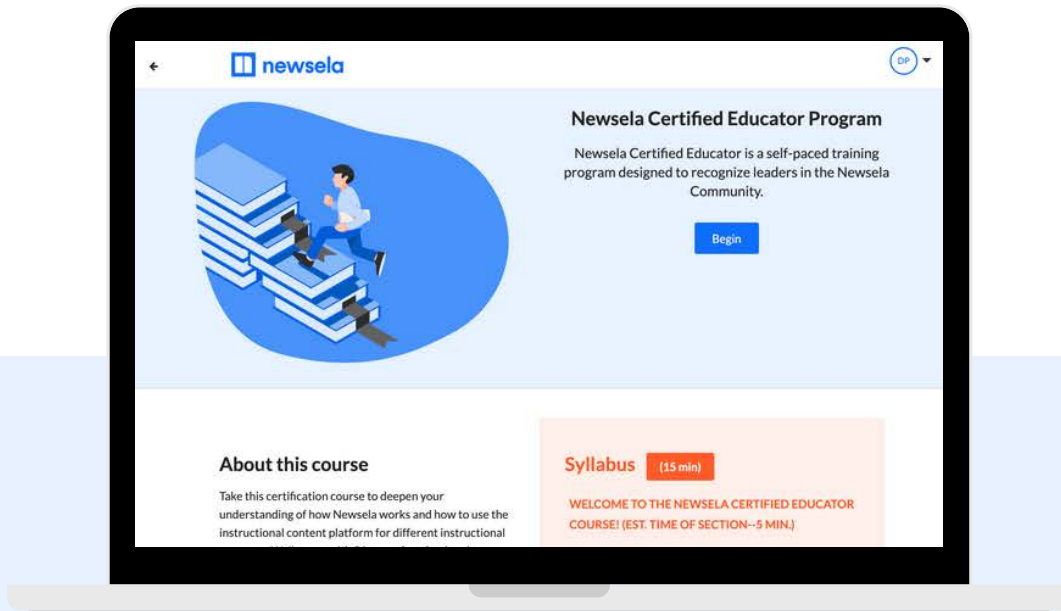 newsela
DP
Newsela Certified Educator Program
Newsela Certified Educator is a self-paced training
program designed to recognize leaders in the Newsela
Community.
Begin
About this course
Take this certification course to deepen your
understanding of how Newsela works and how to use the
instructional content platform for different instructional
Syllabus (15 min)
WELCOME TO THE NEWSELA CERTIFIED EDUCATOR
COURSE! (EST. TIME OF SECTION--5 MIN.)